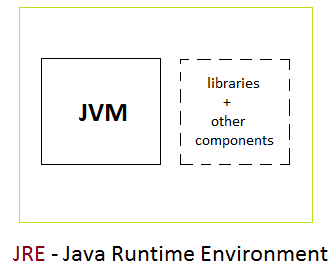 JVM
libraries
+
other
components
JRE - Java Runtime Environment